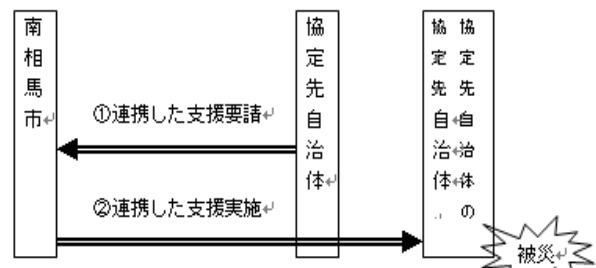 南相馬市
①連携した支援要請
②連携した支援実施
協定先自治体
協定先自治体の
協定先自治体
被災